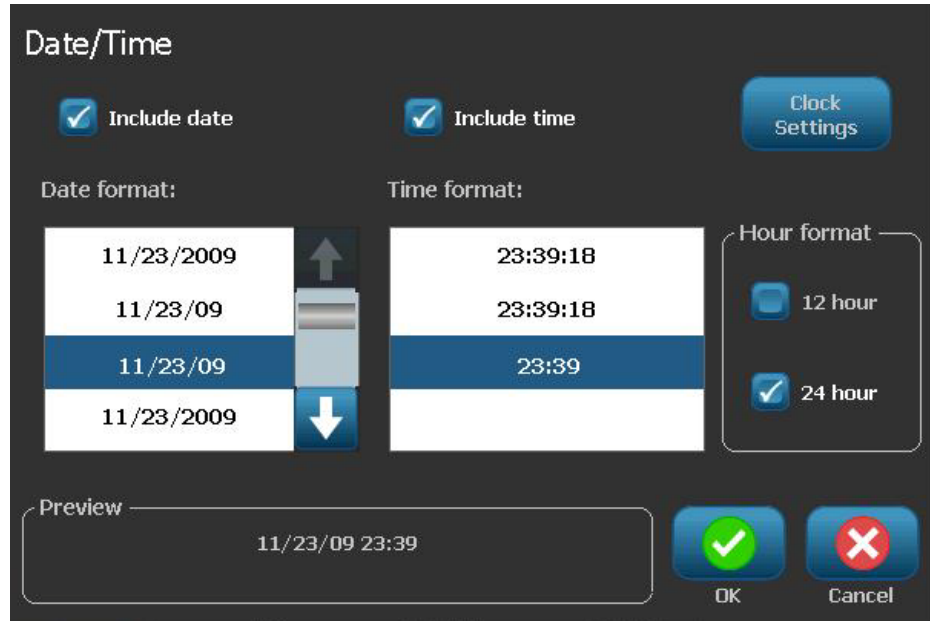 Date/Time
Include date
Include time
Clock
Settings
Date format:
Time format:
11/23/2009
11/23/09
11/23/09
11/23/2009
23:39:18
23:39:18
23:39
Hour format
12 hour
24 hour
Preview
11/23/09 23:39
OK
Cancel